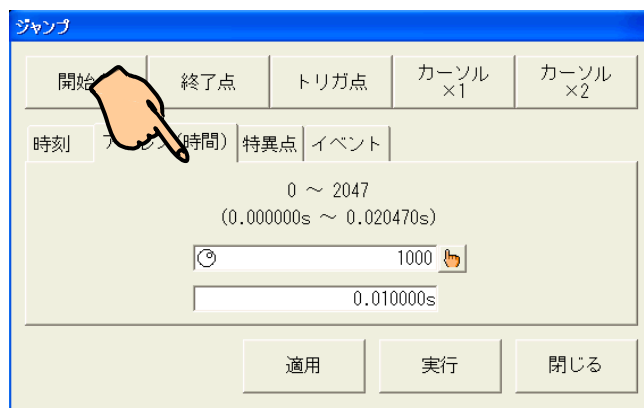 ジャンプ
開始
終了点
トリガ点
カーソル
×1
カーソル
×2
時刻
(時間)
特異点
イベント
0 ～ 2047
(0.000000s ～ 0.020470s)
1000
0.010000s
適用
実行
閉じる